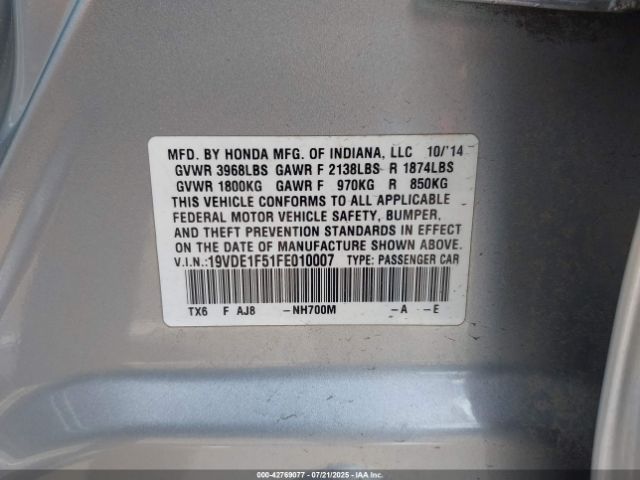 MFD. BY HONDA MFG. OF INDIANA, LLC 10/'14
GVWR 3968LBS GAWR F 2138LBS R 1874LBS
GVWR 1800KG GAWR F 970KG R 850KG
THIS VEHICLE CONFORMS TO ALL APPLICABLE
FEDERAL MOTOR VEHICLE SAFETY, BUMPER,
AND THEFT PREVENTION STANDARDS IN EFFECT
ON THE DATE OF MANUFACTURE SHOWN ABOVE.
V.I.N.:19VDE1F51FE010007 TYPE: PASSENGER CAR
TX6 F AJ8 -NH700M -A -E
000-42769077 07/21/2025 IAAI.COM